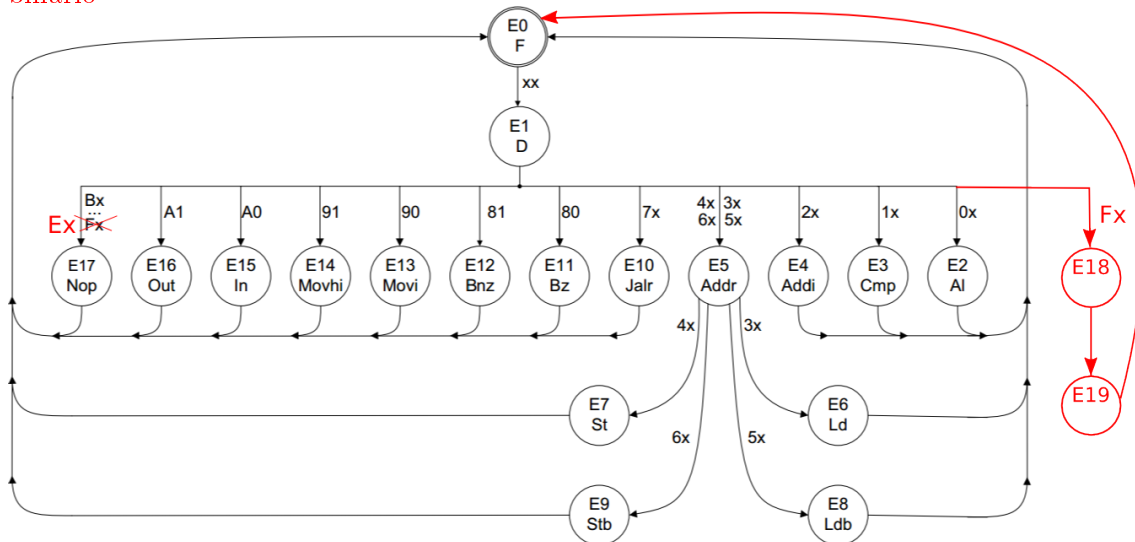 binario
E0
F
xx
E1
D
Bx
...
Ex Fx
A1
A0
91
90
81
80
7x
4x 3x
6x 5x
2x
1x
0x
Fx
E17
Nop
E16
Out
E15
In
E14
Movhi
E13
Movi
E12
Bnz
E11
Bz
E10
Jalr
E5
Addr
E4
Addi
E3
Cmp
E2
Al
E18
4x
3x
E7
St
E6
Ld
E19
6x
5x
E9
Stb
E8
Ldb